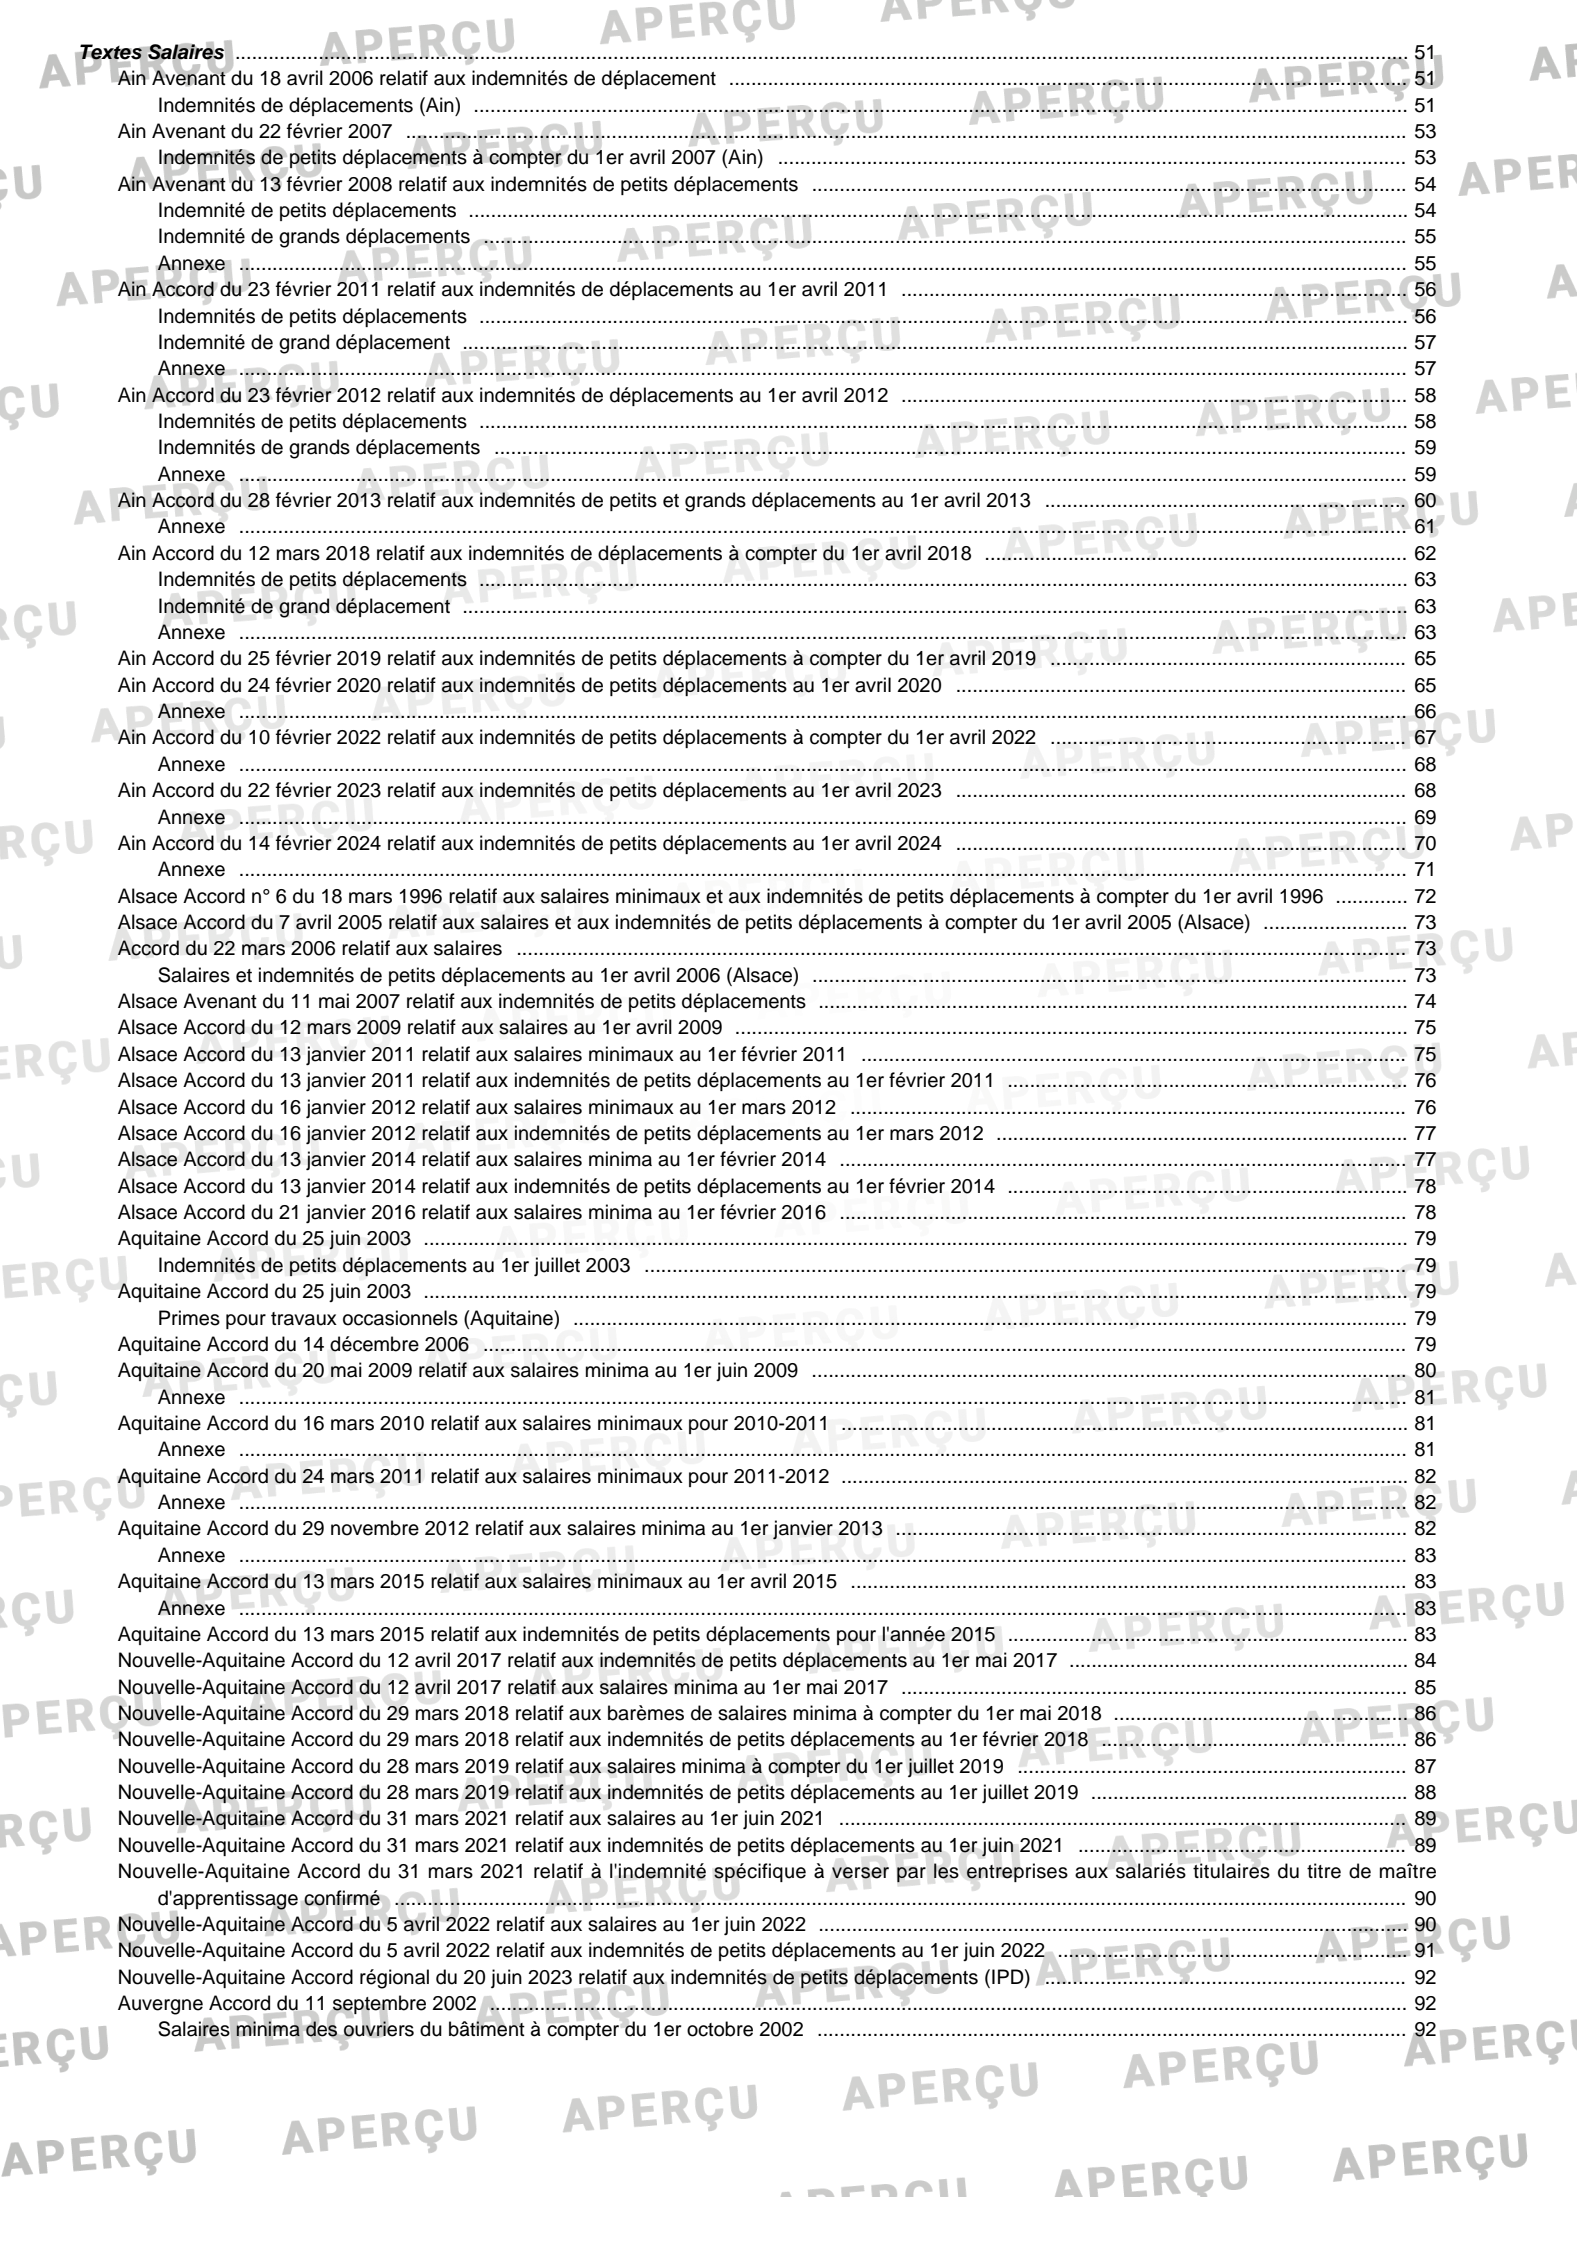 Textes Salaires ........ 51
Ain Avenant du 18 avril 2006 relatif aux indemnités de déplacement ........ 51
Indemnités de déplacements (Ain) ........ 51
Ain Avenant du 22 février 2007 ........ 53
Indemnités de petits déplacements à compter du 1er avril 2007 (Ain) ........ 53
Ain Avenant du 13 février 2008 relatif aux indemnités de petits déplacements ........ 54
Indemnité de petits déplacements ........ 54
Indemnité de grands déplacements ........ 55
Annexe ........ 55
Ain Accord du 23 février 2011 relatif aux indemnités de déplacements au 1er avril 2011 ........ 56
Indemnités de petits déplacements ........ 56
Indemnité de grand déplacement ........ 57
Annexe ........ 57
Ain Accord du 23 février 2012 relatif aux indemnités de déplacements au 1er avril 2012 ........ 58
Indemnités de petits déplacements ........ 58
Indemnités de grands déplacements ........ 59
Annexe ........ 59
Ain Accord du 28 février 2013 relatif aux indemnités de petits et grands déplacements au 1er avril 2013 ........ 60
Annexe ........ 61
Ain Accord du 12 mars 2018 relatif aux indemnités de déplacements à compter du 1er avril 2018 ........ 62
Indemnités de petits déplacements ........ 63
Indemnité de grand déplacement ........ 63
Annexe ........ 63
Ain Accord du 25 février 2019 relatif aux indemnités de petits déplacements à compter du 1er avril 2019 ........ 65
Ain Accord du 24 février 2020 relatif aux indemnités de petits déplacements au 1er avril 2020 ........ 65
Annexe ........ 66
Ain Accord du 10 février 2022 relatif aux indemnités de petits déplacements à compter du 1er avril 2022 ........ 67
Annexe ........ 68
Ain Accord du 22 février 2023 relatif aux indemnités de petits déplacements au 1er avril 2023 ........ 68
Annexe ........ 69
Ain Accord du 14 février 2024 relatif aux indemnités de petits déplacements au 1er avril 2024 ........ 70
Annexe ........ 71
Alsace Accord n° 6 du 18 mars 1996 relatif aux salaires minimaux et aux indemnités de petits déplacements à compter du 1er avril 1996 ........ 72
Alsace Accord du 7 avril 2005 relatif aux salaires et aux indemnités de petits déplacements à compter du 1er avril 2005 (Alsace) ........ 73
Accord du 22 mars 2006 relatif aux salaires ........ 73
Salaires et indemnités de petits déplacements au 1er avril 2006 (Alsace) ........ 73
Alsace Avenant du 11 mai 2007 relatif aux indemnités de petits déplacements ........ 74
Alsace Accord du 12 mars 2009 relatif aux salaires au 1er avril 2009 ........ 75
Alsace Accord du 13 janvier 2011 relatif aux salaires minimaux au 1er février 2011 ........ 75
Alsace Accord du 13 janvier 2011 relatif aux indemnités de petits déplacements au 1er février 2011 ........ 76
Alsace Accord du 16 janvier 2012 relatif aux salaires minimaux au 1er mars 2012 ........ 76
Alsace Accord du 16 janvier 2012 relatif aux indemnités de petits déplacements au 1er mars 2012 ........ 77
Alsace Accord du 13 janvier 2014 relatif aux salaires minima au 1er février 2014 ........ 77
Alsace Accord du 13 janvier 2014 relatif aux indemnités de petits déplacements au 1er février 2014 ........ 78
Alsace Accord du 21 janvier 2016 relatif aux salaires minima au 1er février 2016 ........ 78
Aquitaine Accord du 25 juin 2003 ........ 79
Indemnités de petits déplacements au 1er juillet 2003 ........ 79
Aquitaine Accord du 25 juin 2003 ........ 79
Primes pour travaux occasionnels (Aquitaine) ........ 79
Aquitaine Accord du 14 décembre 2006 ........ 79
Aquitaine Accord du 20 mai 2009 relatif aux salaires minima au 1er juin 2009 ........ 80
Annexe ........ 81
Aquitaine Accord du 16 mars 2010 relatif aux salaires minimaux pour 2010-2011 ........ 81
Annexe ........ 81
Aquitaine Accord du 24 mars 2011 relatif aux salaires minimaux pour 2011-2012 ........ 82
Annexe ........ 82
Aquitaine Accord du 29 novembre 2012 relatif aux salaires minima au 1er janvier 2013 ........ 82
Annexe ........ 83
Aquitaine Accord du 13 mars 2015 relatif aux salaires minimaux au 1er avril 2015 ........ 83
Annexe ........ 83
Aquitaine Accord du 13 mars 2015 relatif aux indemnités de petits déplacements pour l'année 2015 ........ 83
Nouvelle-Aquitaine Accord du 12 avril 2017 relatif aux indemnités de petits déplacements au 1er mai 2017 ........ 84
Nouvelle-Aquitaine Accord du 12 avril 2017 relatif aux salaires minima au 1er mai 2017 ........ 85
Nouvelle-Aquitaine Accord du 29 mars 2018 relatif aux barèmes de salaires minima à compter du 1er mai 2018 ........ 86
Nouvelle-Aquitaine Accord du 29 mars 2018 relatif aux indemnités de petits déplacements au 1er février 2018 ........ 86
Nouvelle-Aquitaine Accord du 28 mars 2019 relatif aux salaires minima à compter du 1er juillet 2019 ........ 87
Nouvelle-Aquitaine Accord du 28 mars 2019 relatif aux indemnités de petits déplacements au 1er juillet 2019 ........ 88
Nouvelle-Aquitaine Accord du 31 mars 2021 relatif aux salaires au 1er juin 2021 ........ 89
Nouvelle-Aquitaine Accord du 31 mars 2021 relatif aux indemnités de petits déplacements au 1er juin 2021 ........ 89
Nouvelle-Aquitaine Accord du 31 mars 2021 relatif à l'indemnité spécifique à verser par les entreprises aux salariés titulaires du titre de maître
d'apprentissage confirmé ........ 90
Nouvelle-Aquitaine Accord du 5 avril 2022 relatif aux salaires au 1er juin 2022 ........ 90
Nouvelle-Aquitaine Accord du 5 avril 2022 relatif aux indemnités de petits déplacements au 1er juin 2022 ........ 91
Nouvelle-Aquitaine Accord régional du 20 juin 2023 relatif aux indemnités de petits déplacements (IPD) ........ 92
Auvergne Accord du 11 septembre 2002 ........ 92
Salaires minima des ouvriers du bâtiment à compter du 1er octobre 2002 ........ 92
APERÇU